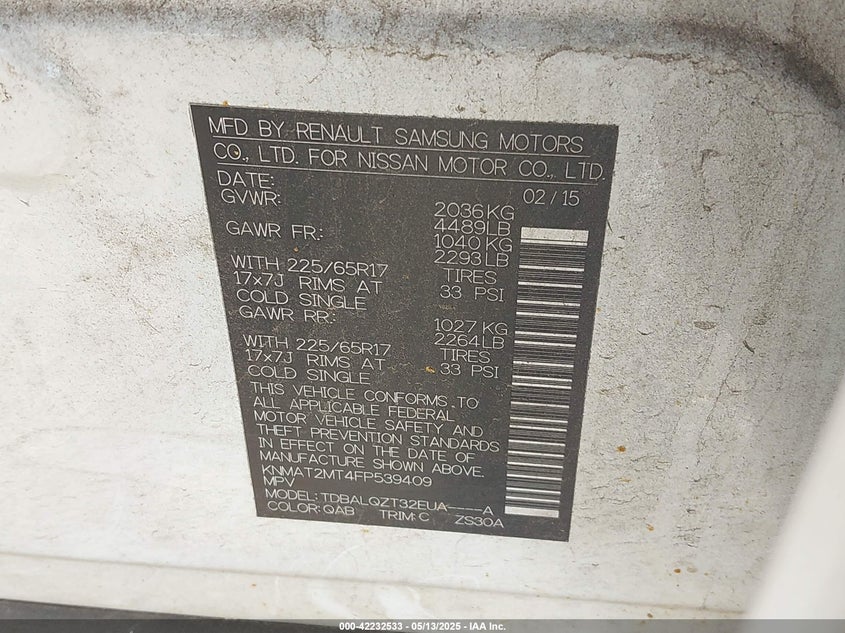 MFD BY RENAULT SAMSUNG MOTORS
CO., LTD. FOR NISSAN MOTOR CO., LTD.
DATE: 02/15
GVWR: 2036KG
4489LB
GAWR FR.: 1040 KG
2293LB
WITH 225/65R17 TIRES
17x7J RIMS AT 33 PSI
COLD SINGLE
GAWR RR.: 1027 KG
2264LB
WITH 225/65R17 TIRES
17x7J RIMS AT 33 PSI
COLD SINGLE
THIS VEHICLE CONFORMS TO
ALL APPLICABLE FEDERAL
MOTOR VEHICLE SAFETY AND
THEFT PREVENTION STANDARDS
IN EFFECT ON THE DATE OF
MANUFACTURE SHOWN ABOVE.
KNMAT2MT4FP539409
MPV
MODEL: TDBALQZT32EUA----A
COLOR: QAB TRIM: C ZS30A
000-42232533 — 05/13/2025 — IAA Inc.